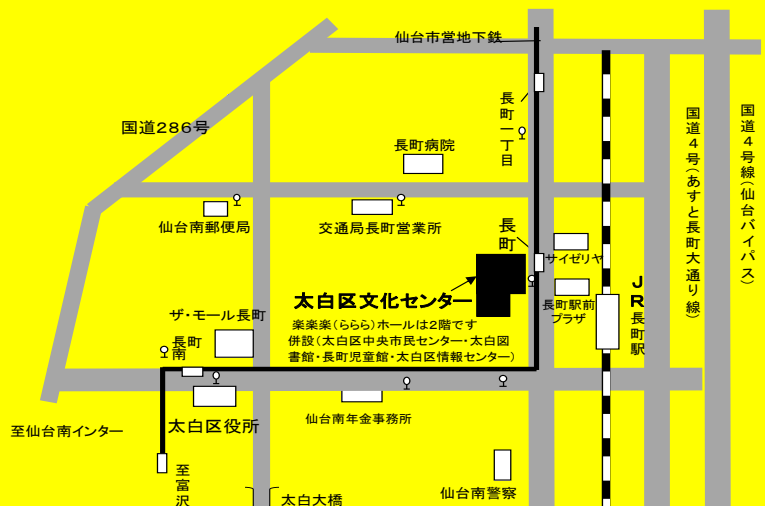 仙台市営地下鉄
国道286号
長町一丁目
長町病院
国道4号(あすと長町大通り線)
国道4号線(仙台バイパス)
仙台南郵便局
交通局長町営業所
長町
サイゼリヤ
太白区文化センター
楽楽楽(ららら)ホールは2階です
併設(太白区中央市民センター・太白図
書館・長町児童館・太白区情報センター)
長町駅前
プラザ
JR長町駅
ザ・モール長町
長町南
太白区役所
仙台南年金事務所
至仙台南インター
至富沢
太白大橋
仙台南警察